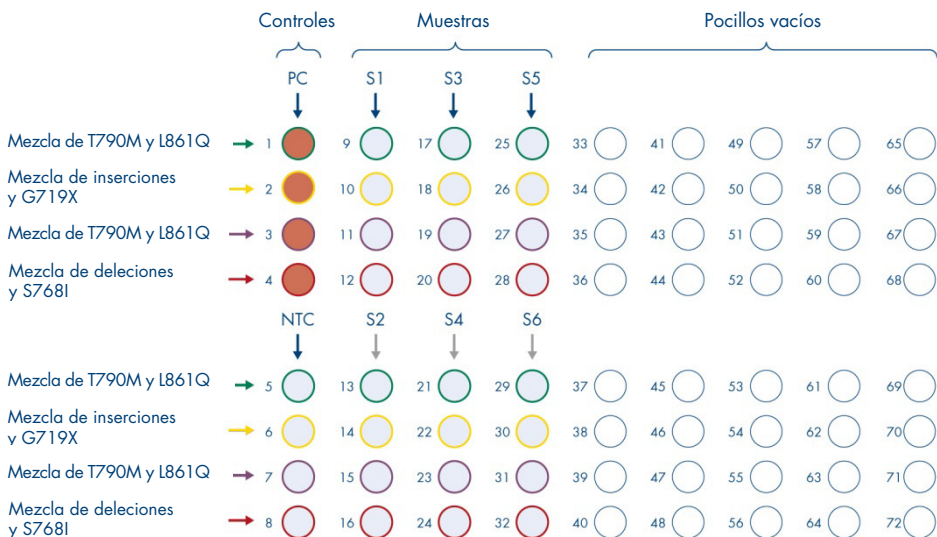 Controles Muestras Pocillos vacíos
PC S1 S3 S5
Mezcla de T790M y L861Q 1 9 17 25 33 41 49 57 65
Mezcla de inserciones
y G719X 2 10 18 26 34 42 50 58 66
Mezcla de T790M y L861Q 3 11 19 27 35 43 51 59 67
Mezcla de deleciones
y S768I 4 12 20 28 36 44 52 60 68
NTC S2 S4 S6
Mezcla de T790M y L861Q 5 13 21 29 37 45 53 61 69
Mezcla de inserciones
y G719X 6 14 22 30 38 46 54 62 70
Mezcla de T790M y L861Q 7 15 23 31 39 47 55 63 71
Mezcla de deleciones
y S768I 8 16 24 32 40 48 56 64 72